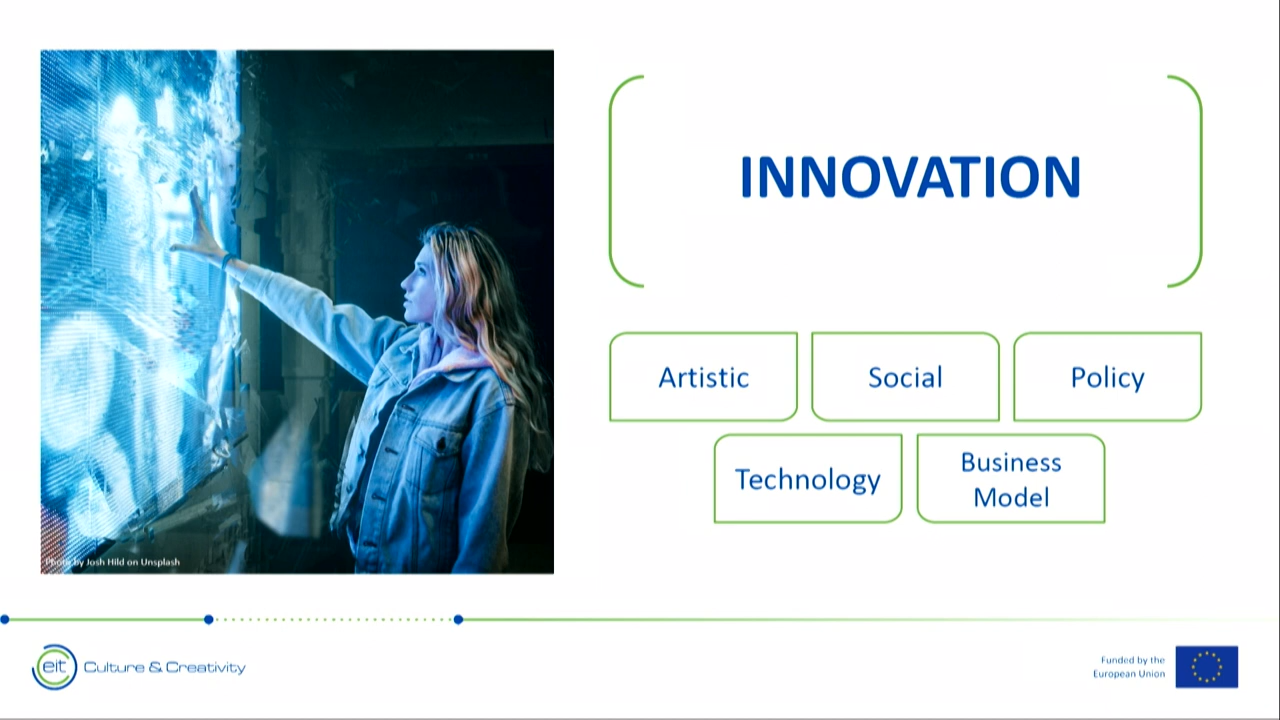 INNOVATION
Artistic
Social
Policy
Technology
Business
Model
Photo by Josh Hild on Unsplash
eit Culture & Creativity
Funded by the
European Union